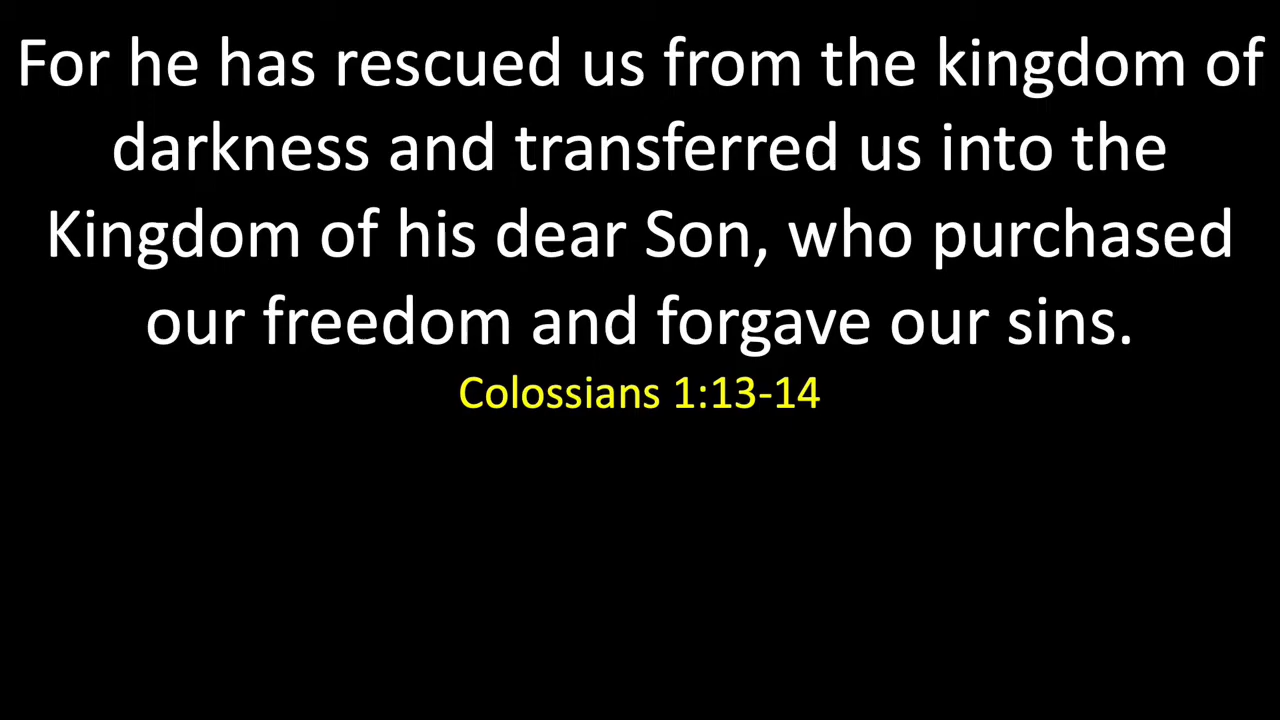 For he has rescued us from the kingdom of
darkness and transferred us into the
Kingdom of his dear Son, who purchased
our freedom and forgave our sins.
Colossians 1:13-14